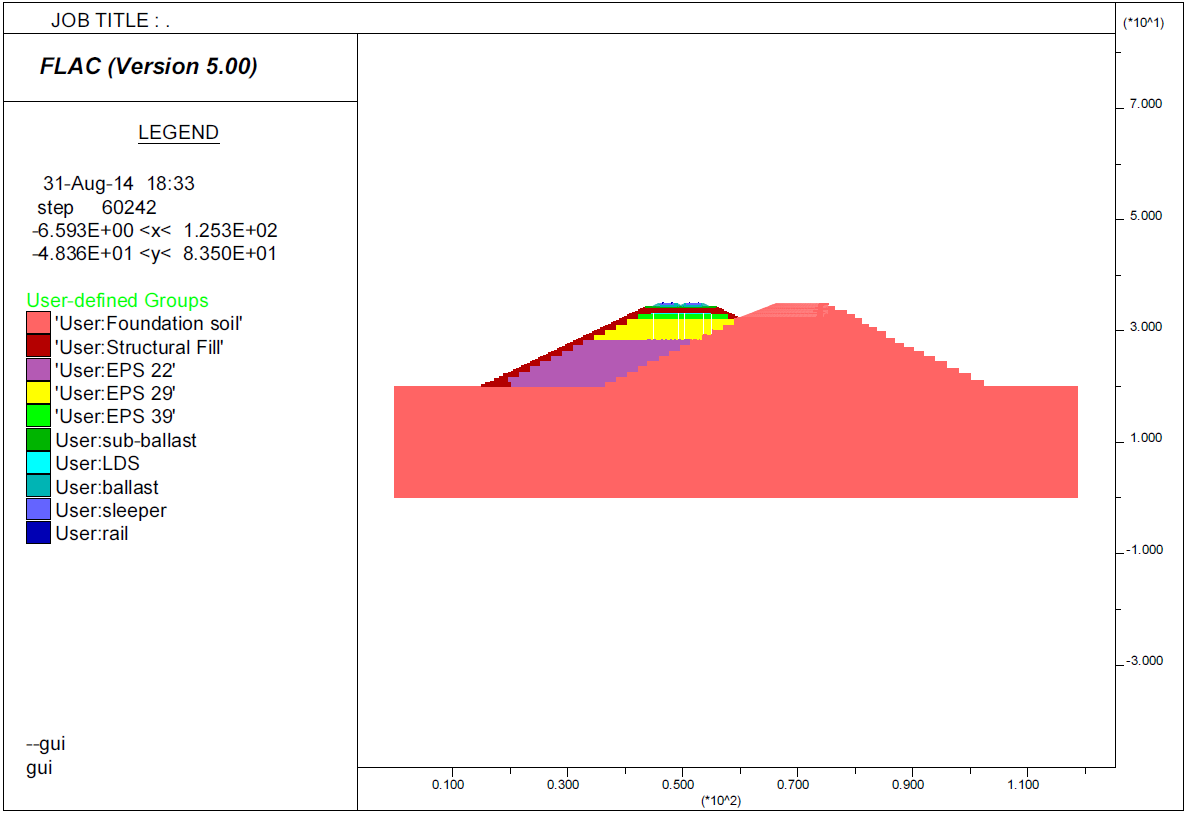 JOB TITLE : .
FLAC (Version 5.00)
LEGEND
31-Aug-14 18:33
step 60242
-6.593E+00 <x< 1.253E+02
-4.836E+01 <y< 8.350E+01
User-defined Groups
'User:Foundation soil'
'User:Structural Fill'
'User:EPS 22'
'User:EPS 29'
'User:EPS 39'
User:sub-ballast
User:LDS
User:ballast
User:sleeper
User:rail
--gui
gui
(*10^1)
7.000
5.000
3.000
1.000
-1.000
-3.000
0.100 0.300 0.500 0.700 0.900 1.100
(*10^2)